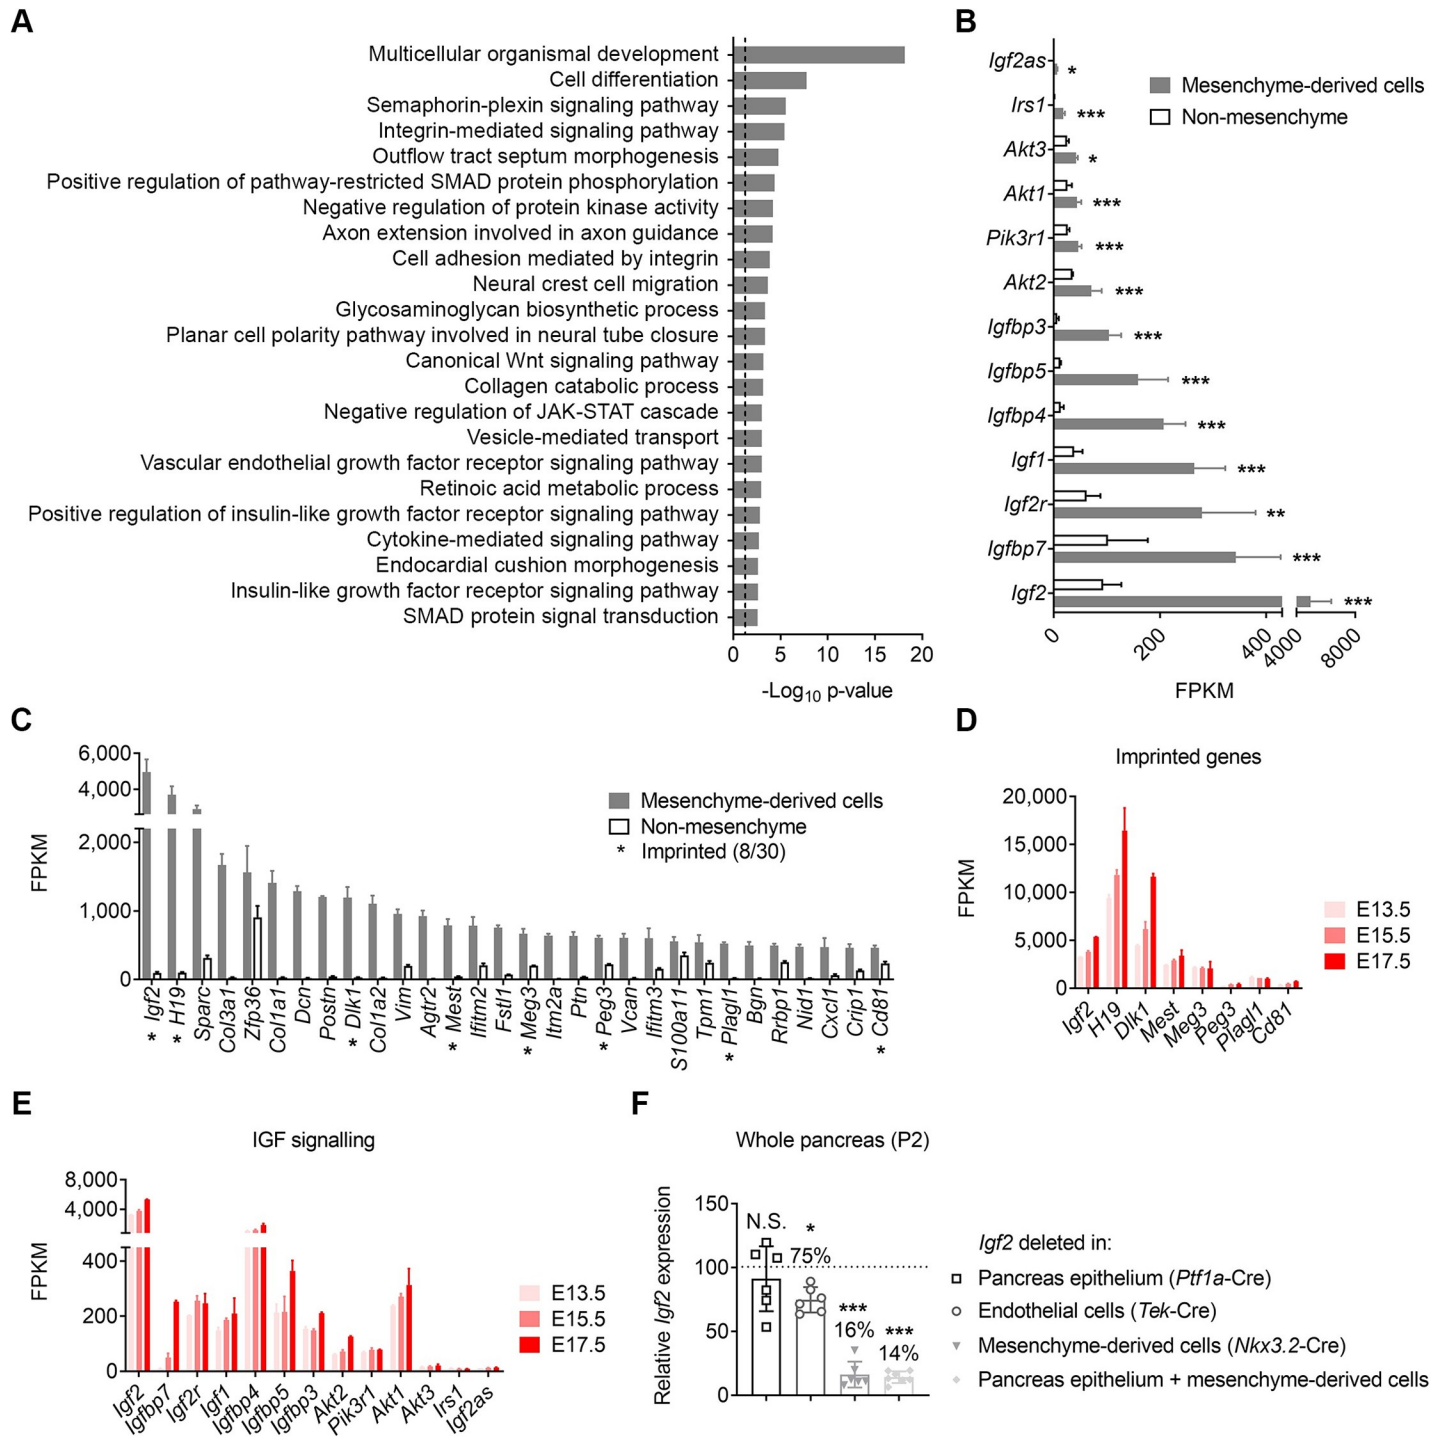 A
Multicellular organismal development
Cell differentiation
Semaphorin-plexin signaling pathway
Integrin-mediated signaling pathway
Outflow tract septum morphogenesis
Positive regulation of pathway-restricted SMAD protein phosphorylation
Negative regulation of protein kinase activity
Axon extension involved in axon guidance
Cell adhesion mediated by integrin
Neural crest cell migration
Glycosaminoglycan biosynthetic process
Planar cell polarity pathway involved in neural tube closure
Canonical Wnt signaling pathway
Collagen catabolic process
Negative regulation of JAK-STAT cascade
Vesicle-mediated transport
Vascular endothelial growth factor receptor signaling pathway
Retinoic acid metabolic process
Positive regulation of insulin-like growth factor receptor signaling pathway
Cytokine-mediated signaling pathway
Endocardial cushion morphogenesis
Insulin-like growth factor receptor signaling pathway
SMAD protein signal transduction
0 5 10 15 20
-Log10 p-value
B
Igf2as *
Irs1 ***
Akt3 *
Akt1 ***
Pik3r1 ***
Akt2 ***
Igfbp3 ***
Igfbp5 ***
Igfbp4 ***
Igf1 ***
Igf2r **
Igfbp7 ***
Igf2 ***
0 200 400 4000 8000
FPKM
Mesenchyme-derived cells
Non-mesenchyme
C
FPKM
6,000
4,000
2,000
1,000
0
Mesenchyme-derived cells
Non-mesenchyme
* Imprinted (8/30)
* Igf2
* H19
Sparc
Col3a1
Zfp36
Col1a1
Dcn
Postn
* Dlk1
Col1a2
Vim
Agtr2
* Mest
Ifitm2
Fstl1
* Meg3
Itm2a
Ptn
* Peg3
Vcan
Ifitm3
S100a11
Tpm1
* Plagl1
Bgn
Rrbp1
Nid1
Cxcl1
Crip1
* Cd81
D
Imprinted genes
FPKM
20,000
15,000
10,000
5,000
0
Igf2
H19
Dlk1
Mest
Meg3
Peg3
Plagl1
Cd81
E13.5
E15.5
E17.5
E
IGF signalling
FPKM
8,000
4,000
400
200
0
Igf2
Igfbp7
Igf2r
Igf1
Igfbp4
Igfbp5
Igfbp3
Akt2
Pik3r1
Akt1
Akt3
Irs1
Igf2as
E13.5
E15.5
E17.5
F
Whole pancreas (P2)
Relative Igf2 expression
150
100
50
0
N.S.
*
75%
***
16%
***
14%
Igf2 deleted in:
Pancreas epithelium (Ptf1a-Cre)
Endothelial cells (Tek-Cre)
Mesenchyme-derived cells (Nkx3.2-Cre)
Pancreas epithelium + mesenchyme-derived cells